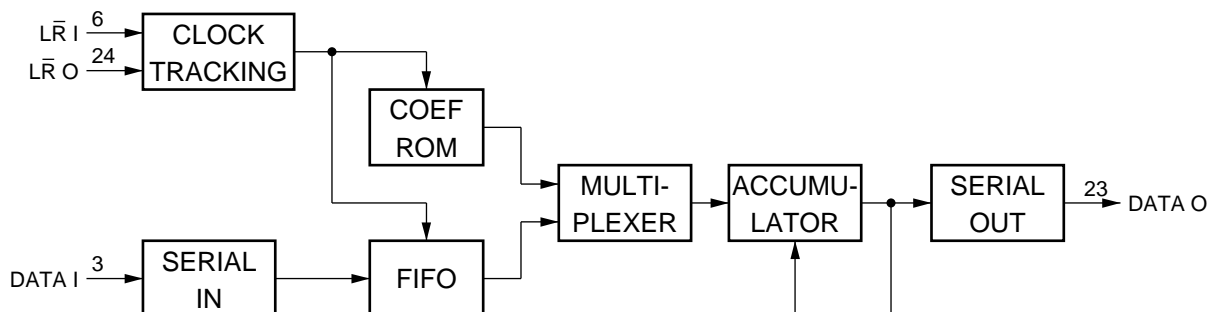 LR̅ I 6
CLOCK
TRACKING
LR̅ O 24
COEF
ROM
MULTI-
PLEXER
ACCUMU-
LATOR
SERIAL
OUT
23 DATA O
DATA I 3
SERIAL
IN
FIFO